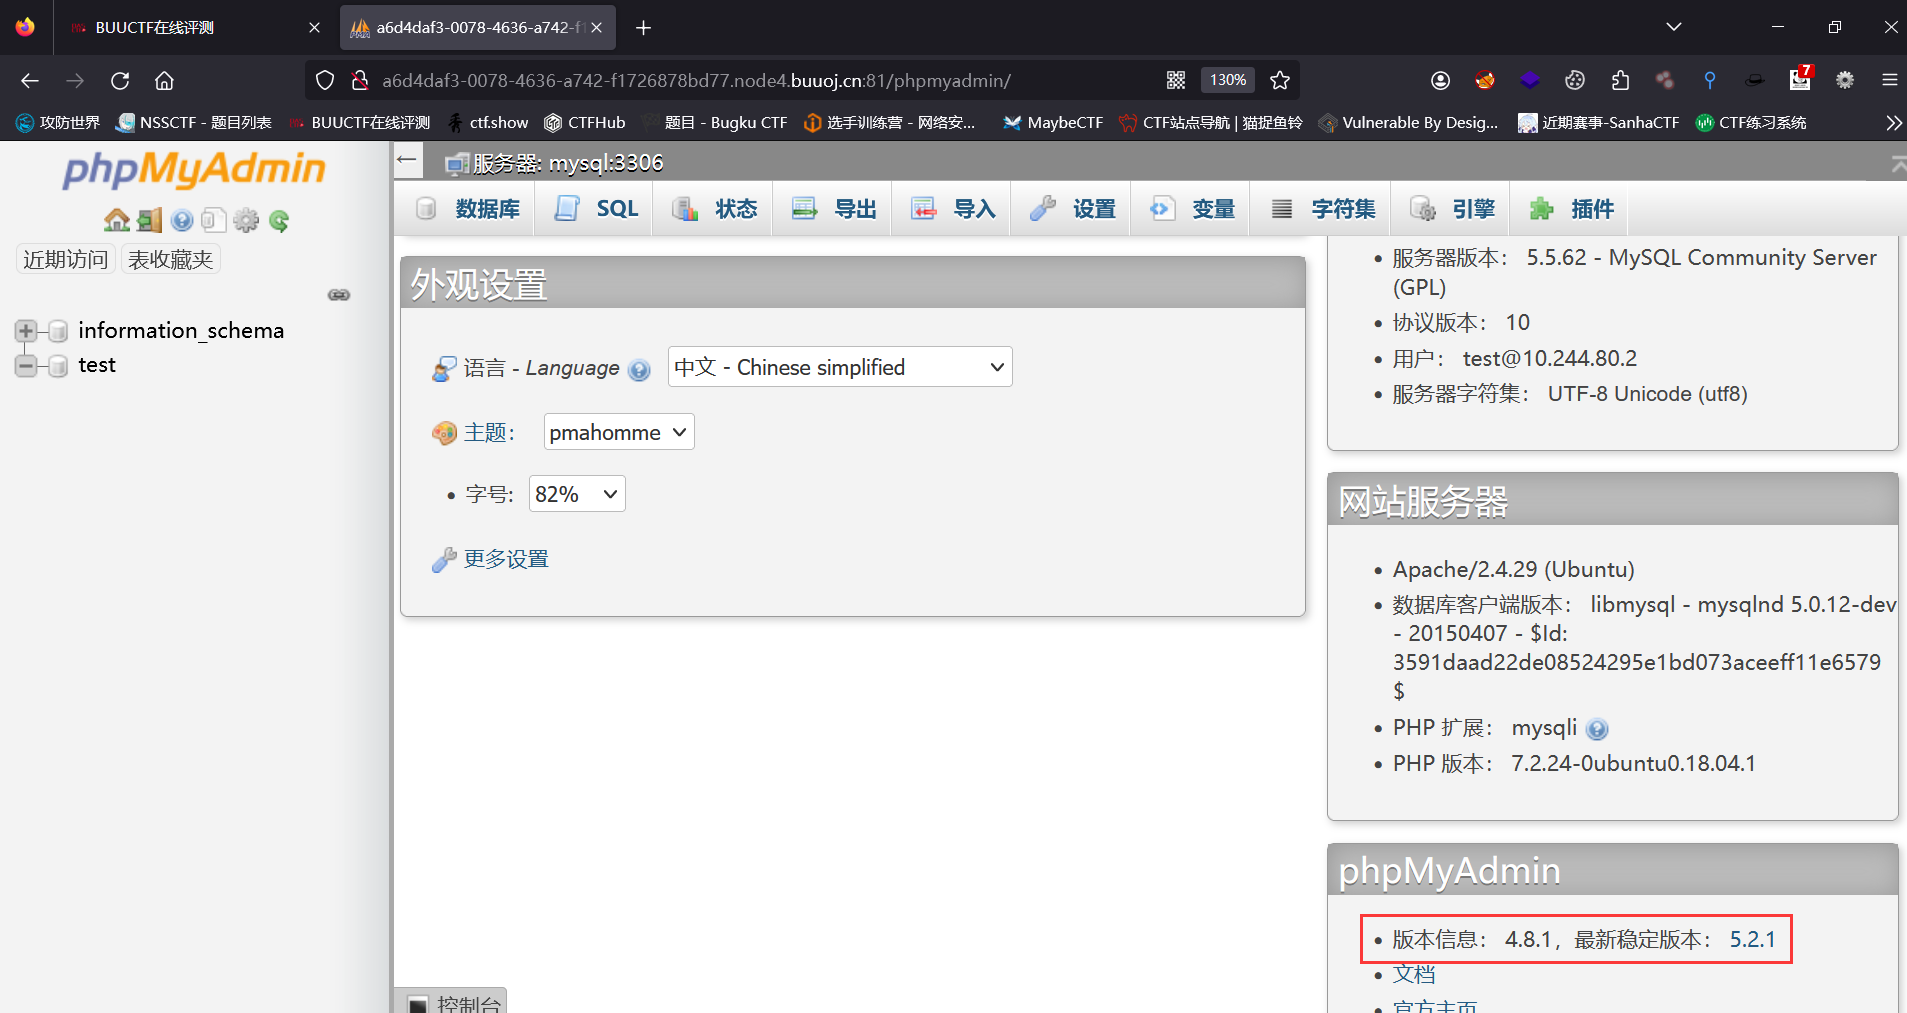 BUUCTF在线评测
a6d4daf3-0078-4636-a742-f1
a6d4daf3-0078-4636-a742-f1726878bd77.node4.buuoj.cn:81/phpmyadmin/
130%
7
攻防世界
NSSCTF - 题目列表
BUUCTF在线评测
ctf.show
CTFHub
题目 - Bugku CTF
选手训练营 - 网络安...
MaybeCTF
CTF站点导航 | 猫捉鱼铃
Vulnerable By Desig...
近期赛事-SanhaCTF
CTF练习系统
phpMyAdmin
近期访问
表收藏夹
information_schema
test
服务器: mysql:3306
数据库
SQL
状态
导出
导入
设置
变量
字符集
引擎
插件
外观设置
语言 - Language
中文 - Chinese simplified
主题:
pmahomme
• 字号:
82%
更多设置
控制台
• 服务器版本: 5.5.62 - MySQL Community Server
(GPL)
• 协议版本: 10
• 用户: test@10.244.80.2
• 服务器字符集: UTF-8 Unicode (utf8)
网站服务器
• Apache/2.4.29 (Ubuntu)
• 数据库客户端版本: libmysql - mysqlnd 5.0.12-dev
- 20150407 - $Id:
3591daad22de08524295e1bd073aceeff11e6579
$
• PHP 扩展: mysqli
• PHP 版本: 7.2.24-0ubuntu0.18.04.1
phpMyAdmin
• 版本信息: 4.8.1, 最新稳定版本: 5.2.1
• 文档
• 官方主页